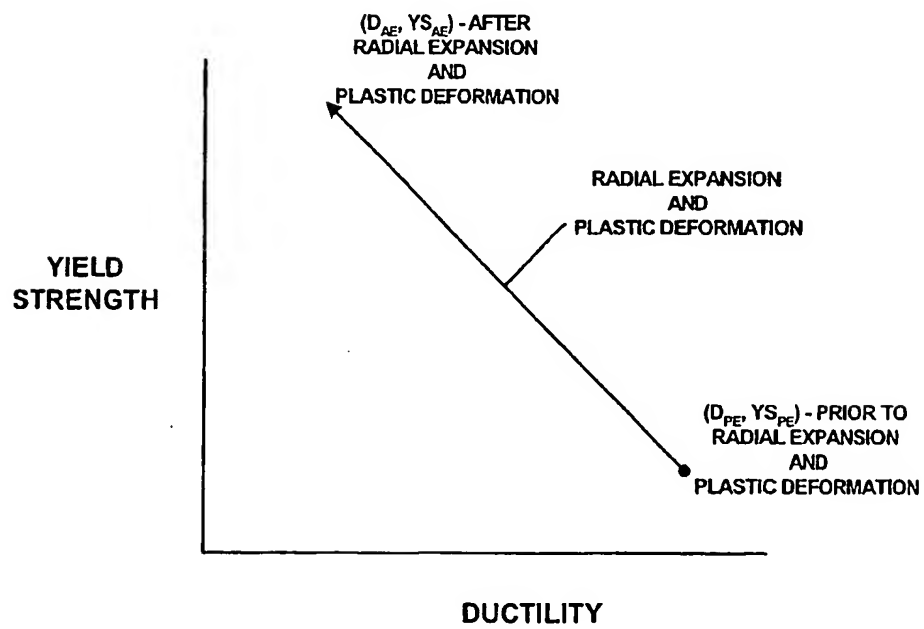 (D_AE, YS_AE) - AFTER
RADIAL EXPANSION
AND
PLASTIC DEFORMATION
RADIAL EXPANSION
AND
PLASTIC DEFORMATION
YIELD
STRENGTH
(D_PE, YS_PE) - PRIOR TO
RADIAL EXPANSION
AND
PLASTIC DEFORMATION
DUCTILITY